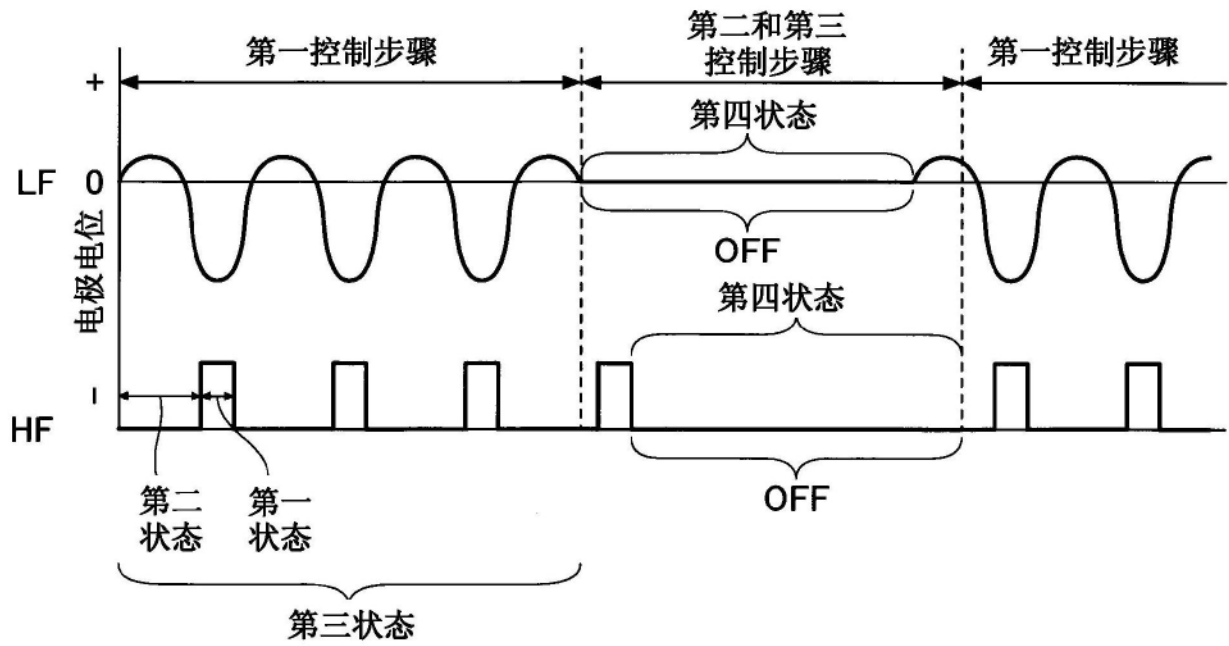 第一控制步骤
第二和第三
控制步骤
第一控制步骤
+
第四状态
LF
0
OFF
电极电位
第四状态
-
HF
OFF
第二
状态
第一
状态
第三状态